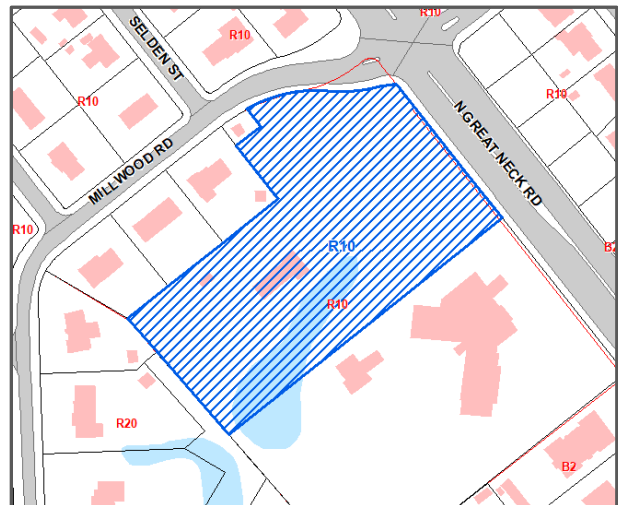 R10
SELDEN ST
R10
R10
R10
MILLWOOD RD
N GREAT NECK RD
R10
R10
B2
R10
R20
B2